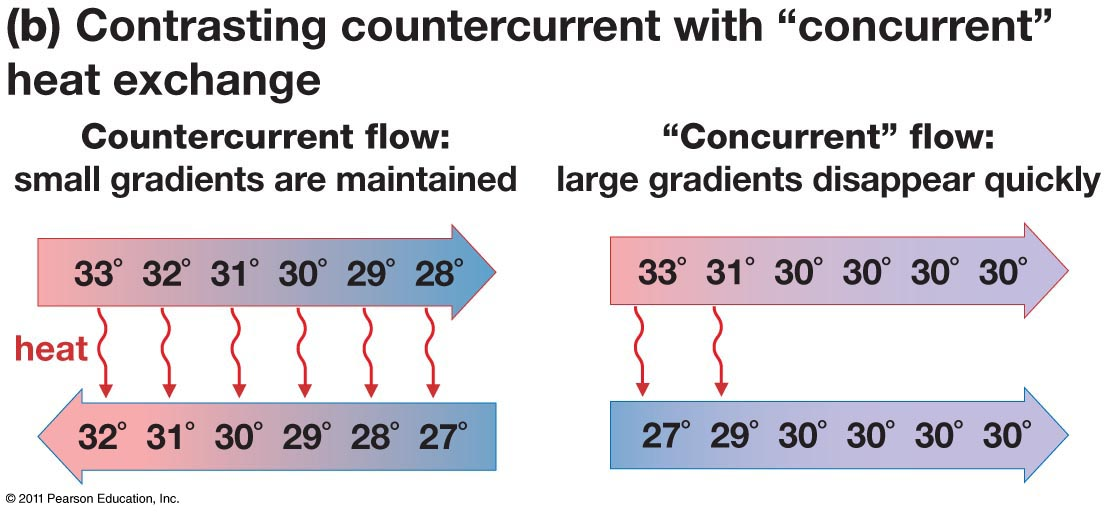 (b) Contrasting countercurrent with “concurrent”
heat exchange
Countercurrent flow:
small gradients are maintained
33° 32° 31° 30° 29° 28°
heat
32° 31° 30° 29° 28° 27°
“Concurrent” flow:
large gradients disappear quickly
33° 31° 30° 30° 30° 30°
27° 29° 30° 30° 30° 30°
© 2011 Pearson Education, Inc.